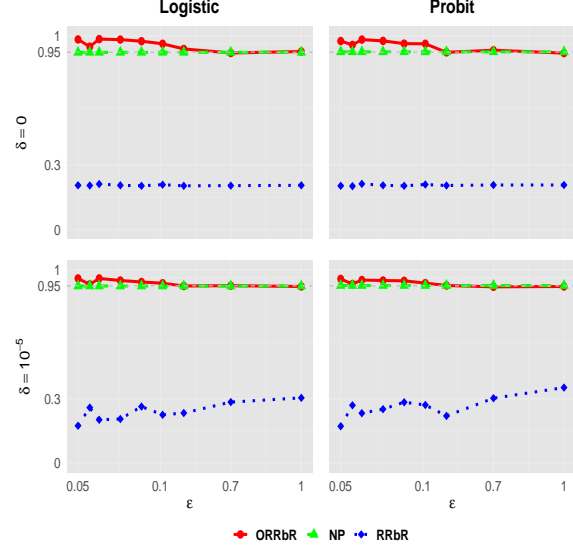 Logistic Probit
1
0.95
δ = 0
0.3
0
1
0.95
δ = 10⁻⁵
0.3
0
0.05 0.1 0.7 1 0.05 0.1 0.7 1
ε ε
ORRbR NP RRbR